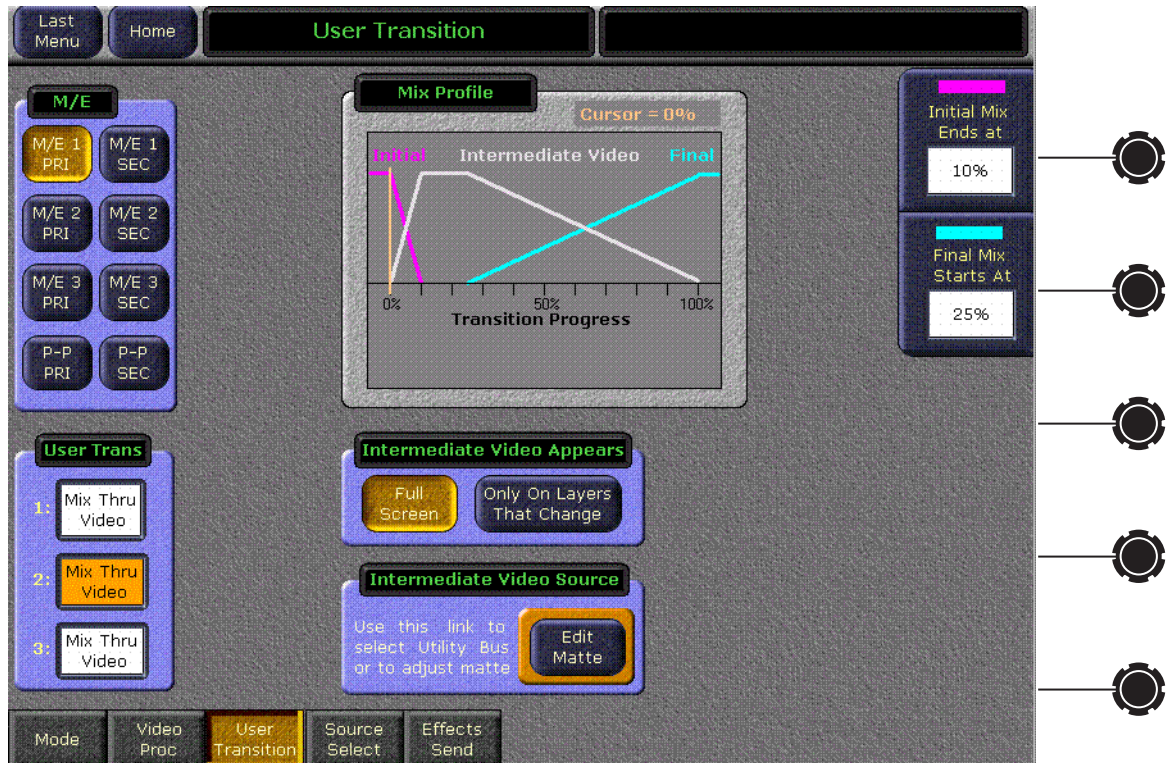 Last
Menu
Home
User Transition
M/E
M/E 1
PRI
M/E 1
SEC
M/E 2
PRI
M/E 2
SEC
M/E 3
PRI
M/E 3
SEC
P-P
PRI
P-P
SEC
Mix Profile
Cursor = 0%
Initial
Intermediate Video
Final
0%
50%
100%
Transition Progress
Initial Mix
Ends at
10%
Final Mix
Starts At
25%
User Trans
1:
Mix Thru
Video
2:
Mix Thru
Video
3:
Mix Thru
Video
Intermediate Video Appears
Full
Screen
Only On Layers
That Change
Intermediate Video Source
Use this link to
select Utility Bus
or to adjust matte
Edit
Matte
Mode
Video
Proc
User
Transition
Source
Select
Effects
Send